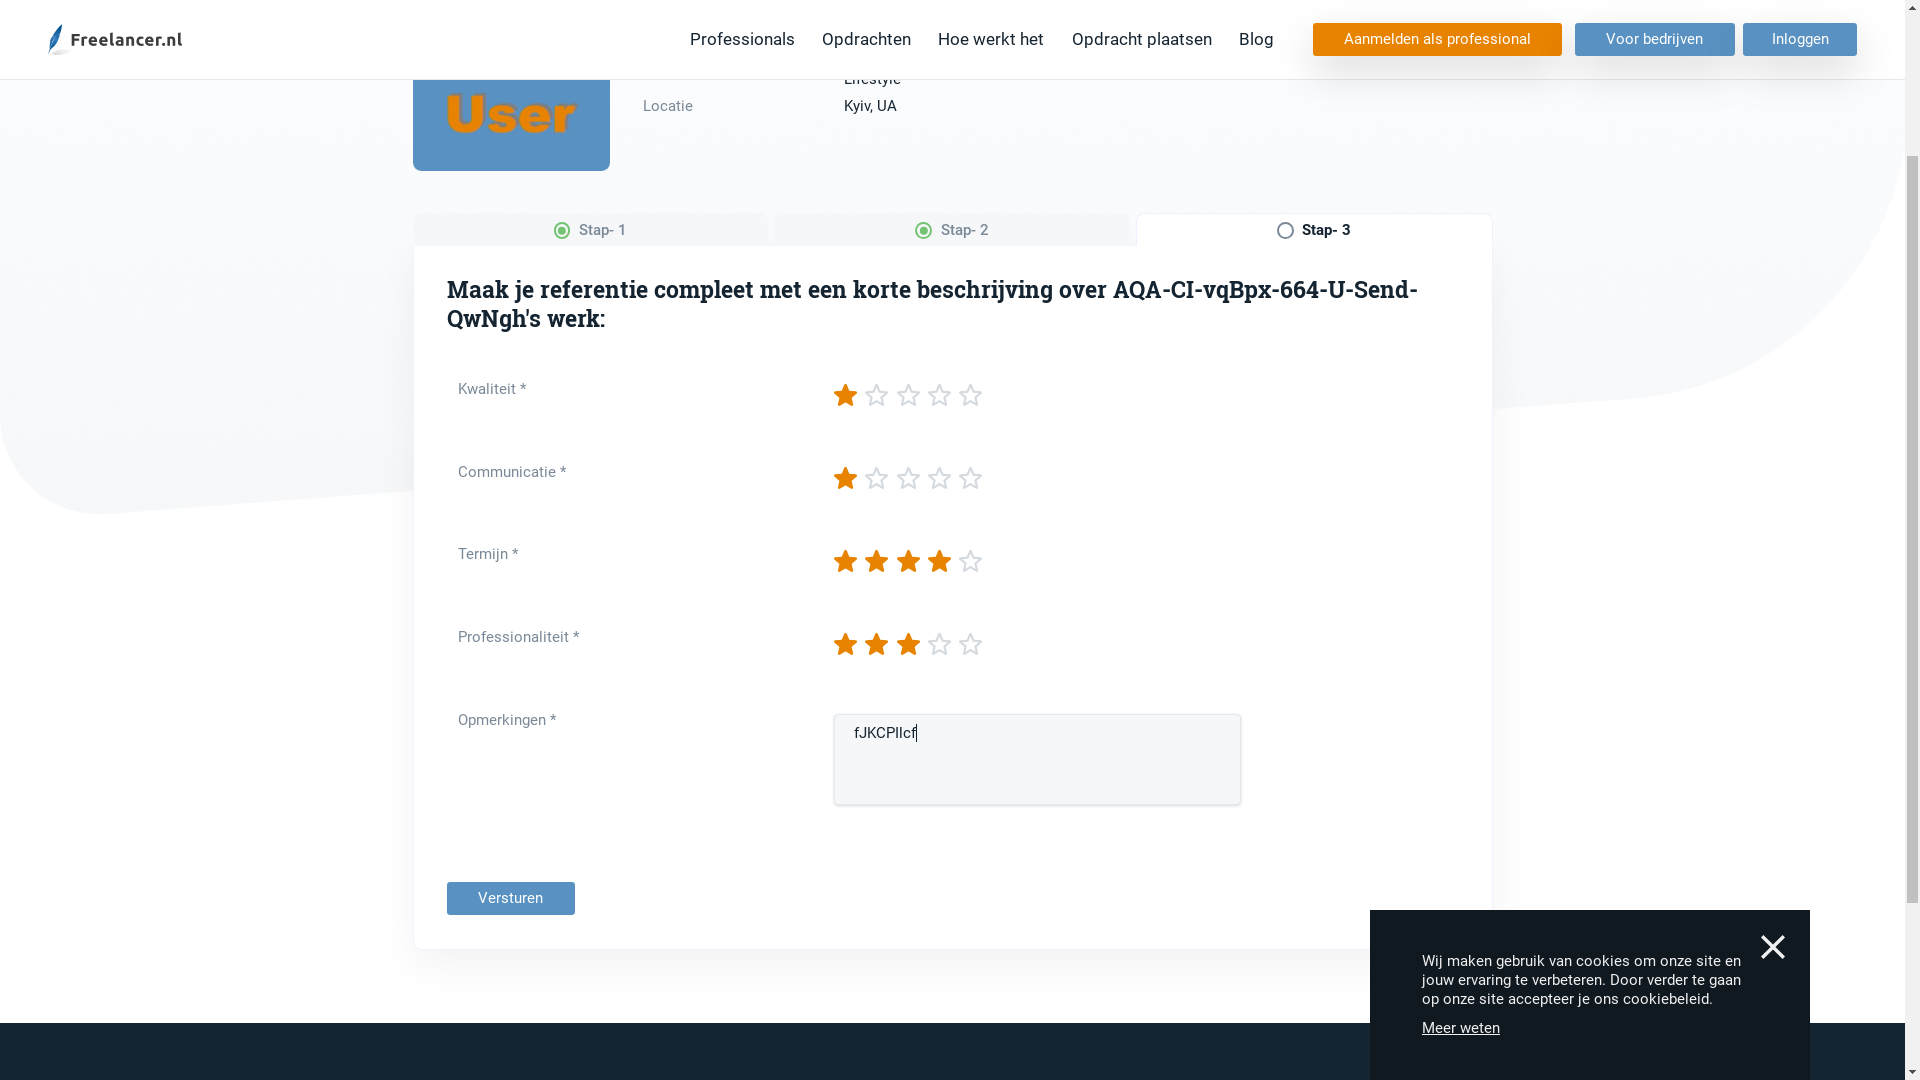 Freelancer.nl
Professionals
Opdrachten
Hoe werkt het
Opdracht plaatsen
Blog
Aanmelden als professional
Voor bedrijven
Inloggen
Lifestyle
User
Locatie
Kyiv, UA
Stap- 1
Stap- 2
Stap- 3
Maak je referentie compleet met een korte beschrijving over AQA-CI-vqBpx-664-U-Send-
QwNgh's werk:
Kwaliteit *
Communicatie *
Termijn *
Professionaliteit *
Opmerkingen *
Versturen
Wij maken gebruik van cookies om onze site en
jouw ervaring te verbeteren. Door verder te gaan
op onze site accepteer je ons cookiebeleid.
Meer weten